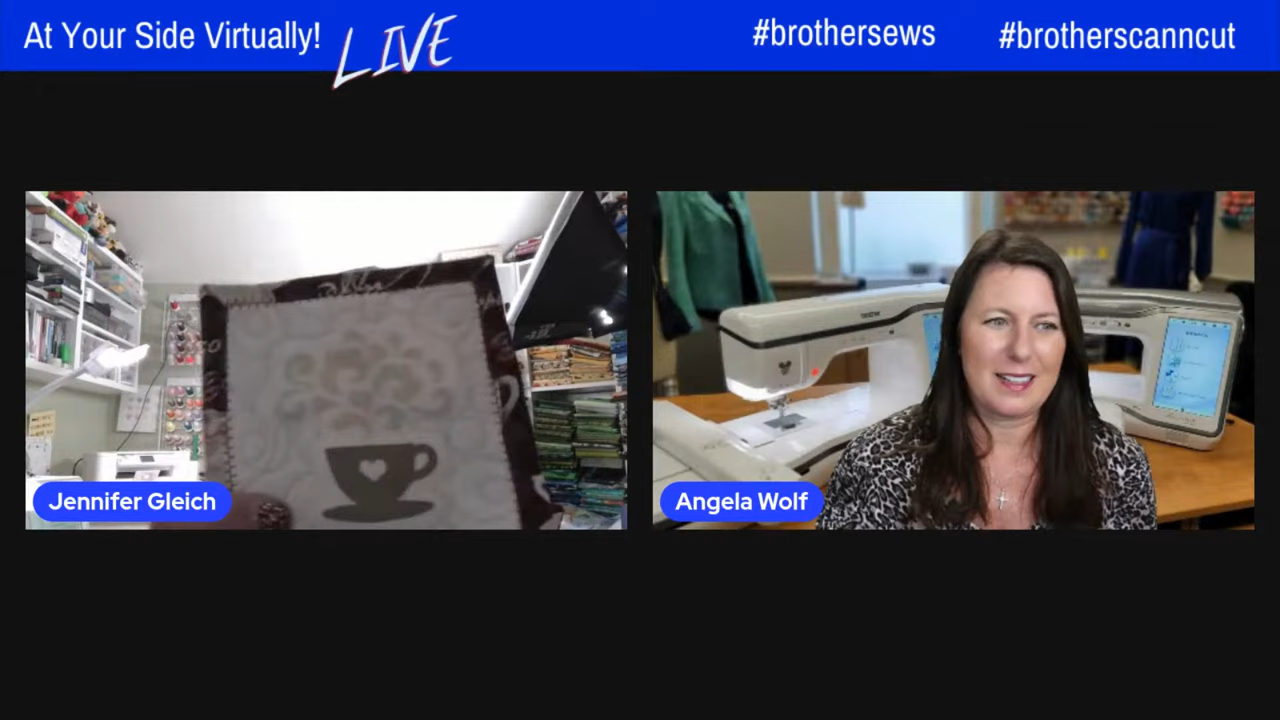 At Your Side Virtually!
LIVE
#brothersews
#brotherscanncut
Jennifer Gleich
Angela Wolf